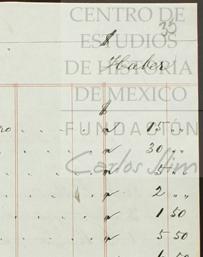 CENTRO DE
35
ESTUDIOS
$
Haber
DE HISTORIA
DE MEXICO
$
ro . . . " 15 "
FUNDACIÓN
" 30 "
Carlos Slim
" 5 "
" 2 "
" 1 50
" 5 50